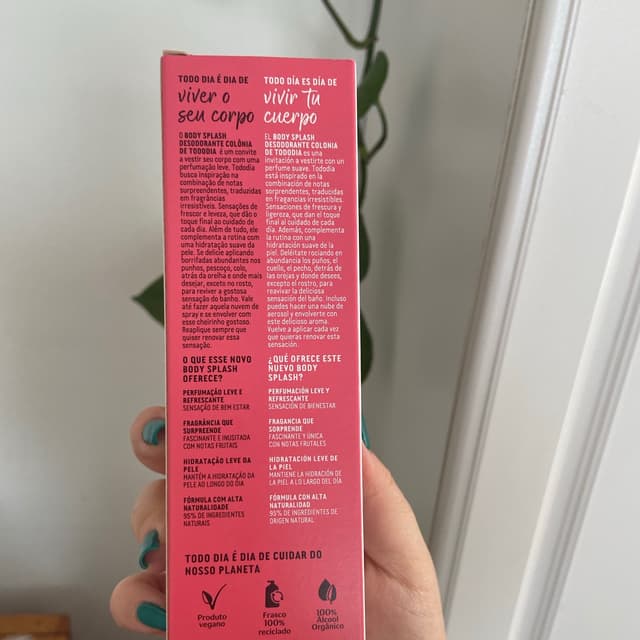 TODO DIA É DIA DE
viver o
seu corpo
O BODY SPLASH
DESODORANTE COLÔNIA
DE TODODIA é um convite
a vestir seu corpo com uma
perfumação leve. Tododia
busca inspiração na
combinação de notas
surpreendentes, traduzidas
em fragrâncias
irresistíveis. Sensações de
frescor e leveza, que dão o
toque final ao cuidado de
cada dia. Além de tudo, ele
complementa a rotina com
uma hidratação suave da
pele. Se delicie aplicando
borrifadas abundantes nos
punhos, pescoço, colo,
atrás da orelha e onde mais
desejar, exceto no rosto,
para reviver a gostosa
sensação do banho. Vale
até fazer aquela nuvem de
spray e se envolver com
esse cheirinho gostoso.
Reaplique sempre que
quiser renovar essa
sensação.
O QUE ESSE NOVO
BODY SPLASH
OFERECE?
PERFUMAÇÃO LEVE E
REFRESCANTE
SENSAÇÃO DE BEM ESTAR
FRAGRÂNCIA QUE
SURPREENDE
FASCINANTE E INUSITADA
COM NOTAS FRUTAIS
HIDRATAÇÃO LEVE DA
PELE
MANTÉM A HIDRATAÇÃO DA
PELE AO LONGO DO DIA
FÓRMULA COM ALTA
NATURALIDADE
95% DE INGREDIENTES
NATURAIS
TODO DÍA ES DÍA DE
vivir tu
cuerpo
EL BODY SPLASH
DESODORANTE COLONIA
DE TODODIA es una
invitación a vestirte con un
perfume suave. Tododia
está inspirado en la
combinación de notas
surprendentes, traducidas
en fragancias irresistibles.
Sensaciones de frescura y
ligereza, que dan el toque
final al cuidado de cada
día. Además, complementa
la rutina con una
hidratación suave de la
piel. Deléitate rociando en
abundancia los puños, el
cuello, el pecho, detrás de
las orejas y donde desees,
excepto el rostro, para
reavivar la deliciosa
sensación del baño. Incluso
puedes hacer una nube de
aerosol y envolverte con
este delicioso aroma.
Vuelve a aplicar cada vez
que quieras renovar esta
sensación.
¿QUÉ OFRECE ESTE
NUEVO BODY
SPLASH?
PERFUMACIÓN LEVE Y
REFRESCANTE
SENSACIÓN DE BIENESTAR
FRAGANCIA QUE
SORPRENDE
FASCINANTE Y ÚNICA
CON NOTAS FRUTALES
HIDRATACIÓN LEVE DE
LA PIEL
MANTIENE LA HIDRACIÓN DE
LA PIEL A LO LARGO DEL DÍA
FÓRMULA CON ALTA
NATURALIDAD
95% DE INGREDIENTES DE
ORIGEN NATURAL
TODO DIA É DIA DE CUIDAR DO
NOSSO PLANETA
Produto
vegano
Frasco
100%
reciclado
100%
Álcool
Orgânico